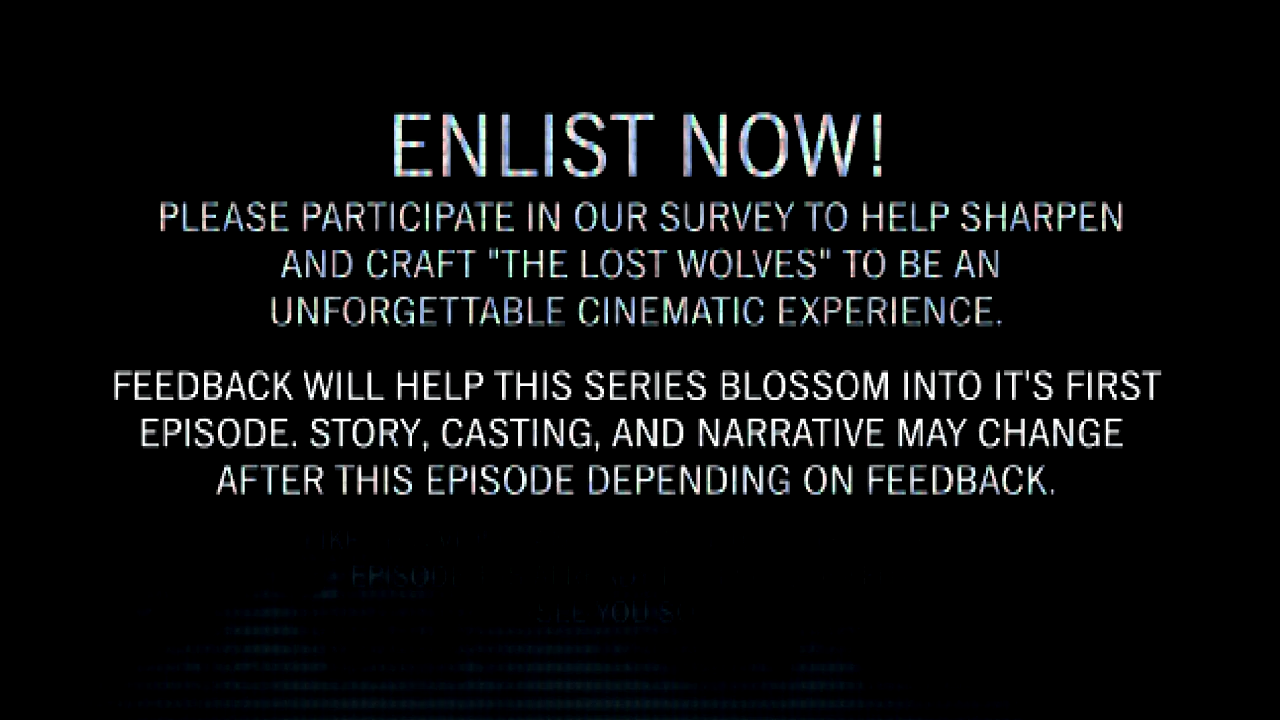 ENLIST NOW!
PLEASE PARTICIPATE IN OUR SURVEY TO HELP SHARPEN
AND CRAFT "THE LOST WOLVES" TO BE AN
UNFORGETTABLE CINEMATIC EXPERIENCE.
FEEDBACK WILL HELP THIS SERIES BLOSSOM INTO IT'S FIRST
EPISODE. STORY, CASTING, AND NARRATIVE MAY CHANGE
AFTER THIS EPISODE DEPENDING ON FEEDBACK.
YOU